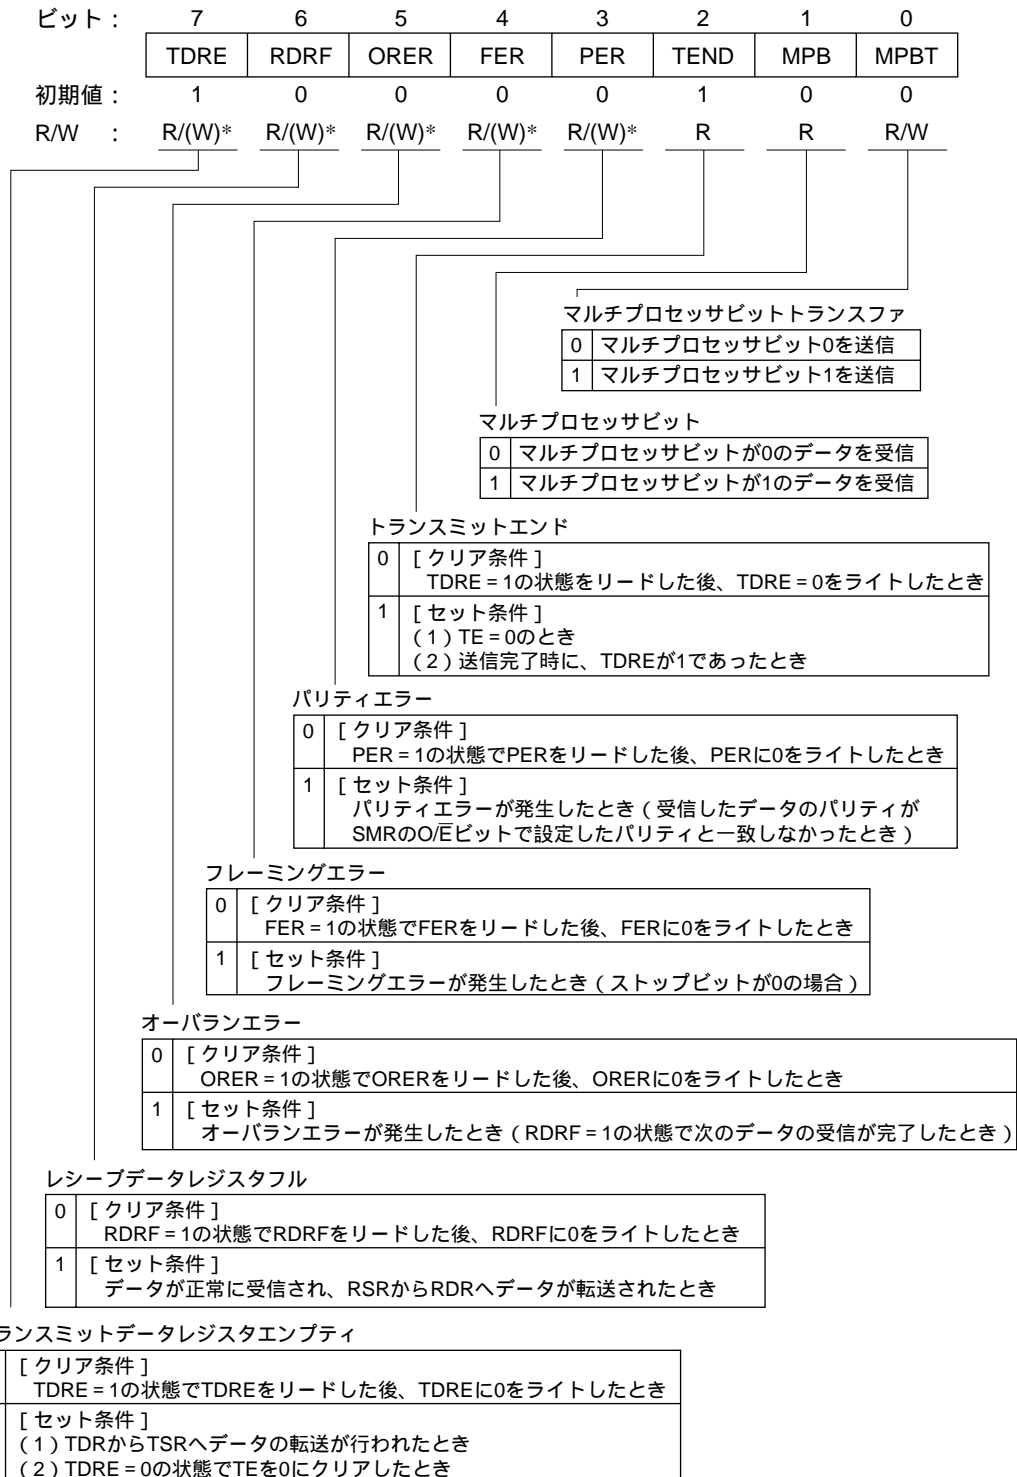 ビット： 7 6 5 4 3 2 1 0
TDRE RDRF ORER FER PER TEND MPB MPBT
初期値： 1 0 0 0 0 1 0 0
R/W ： R/(W)* R/(W)* R/(W)* R/(W)* R/(W)* R R R/W
マルチプロセッサビットトランスファ
0 マルチプロセッサビット0を送信
1 マルチプロセッサビット1を送信
マルチプロセッサビット
0 マルチプロセッサビットが0のデータを受信
1 マルチプロセッサビットが1のデータを受信
トランスミットエンド
0 ［クリア条件］
TDRE = 1の状態をリードした後、TDRE = 0をライトしたとき
1 ［セット条件］
（1）TE = 0のとき
（2）送信完了時に、TDREが1であったとき
パリティエラー
0 ［クリア条件］
PER = 1の状態でPERをリードした後、PERに0をライトしたとき
1 ［セット条件］
パリティエラーが発生したとき（受信したデータのパリティが
SMRのO/E̅ビットで設定したパリティと一致しなかったとき）
フレーミングエラー
0 ［クリア条件］
FER = 1の状態でFERをリードした後、FERに0をライトしたとき
1 ［セット条件］
フレーミングエラーが発生したとき（ストップビットが0の場合）
オーバランエラー
0 ［クリア条件］
ORER = 1の状態でORERをリードした後、ORERに0をライトしたとき
1 ［セット条件］
オーバランエラーが発生したとき（RDRF = 1の状態で次のデータの受信が完了したとき）
レシーブデータレジスタフル
0 ［クリア条件］
RDRF = 1の状態でRDRFをリードした後、RDRFに0をライトしたとき
1 ［セット条件］
データが正常に受信され、RSRからRDRへデータが転送されたとき
ランスミットデータレジスタエンプティ
［クリア条件］
TDRE = 1の状態でTDREをリードした後、TDREに0をライトしたとき
［セット条件］
（1）TDRからTSRへデータの転送が行われたとき
（2）TDRE = 0の状態でTEを0にクリアしたとき